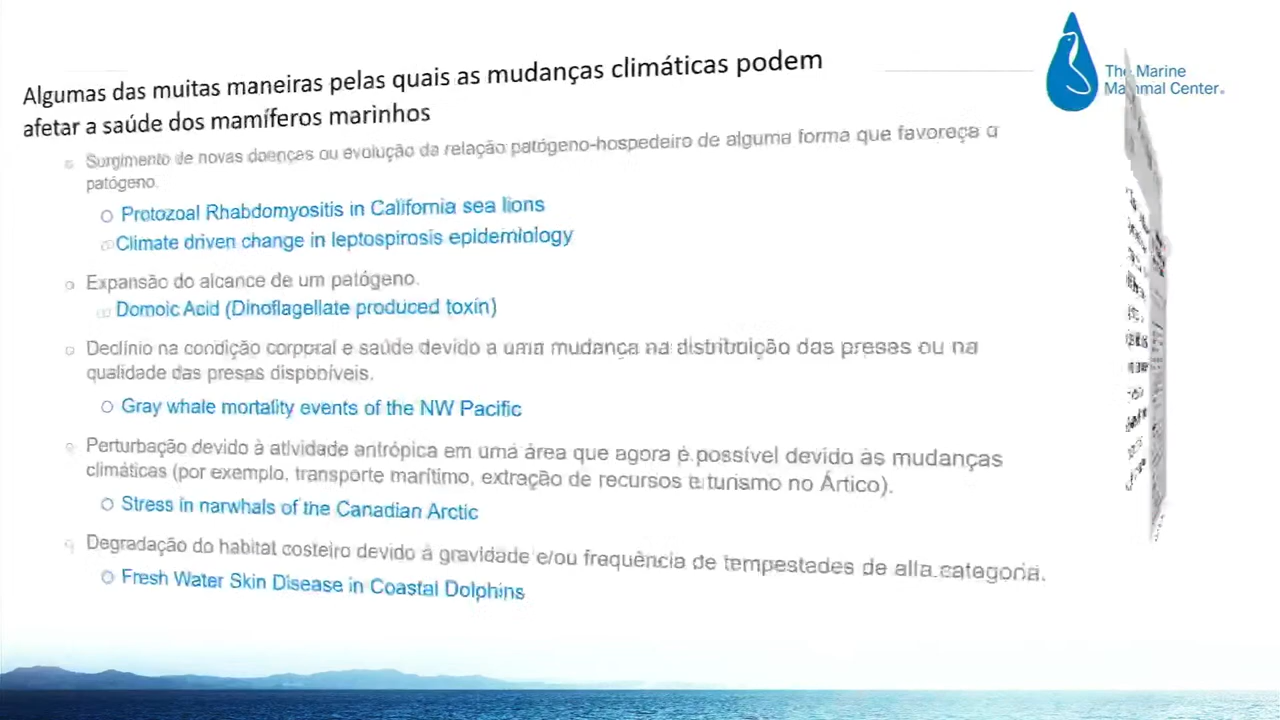 The Marine
Mammal Center®
Algumas das muitas maneiras pelas quais as mudanças climáticas podem
afetar a saúde dos mamíferos marinhos
Surgimento de novas doenças ou evolução da relação patógeno-hospedeiro de alguma forma que favoreça o
patógeno.
Protozoal Rhabdomyositis in California sea lions
Climate driven change in leptospirosis epidemiology
Expansão do alcance de um patógeno.
Domoic Acid (Dinoflagellate produced toxin)
Declínio na condição corporal e saúde devido a uma mudança na distribuição das presas ou na
qualidade das presas disponíveis.
Gray whale mortality events of the NW Pacific
Perturbação devido à atividade antrópica em uma área que agora é possível devido às mudanças
climáticas (por exemplo, transporte marítimo, extração de recursos e turismo no Ártico).
Stress in narwhals of the Canadian Arctic
Degradação do habitat costeiro devido à gravidade e/ou frequência de tempestades de alta categoria.
Fresh Water Skin Disease in Coastal Dolphins